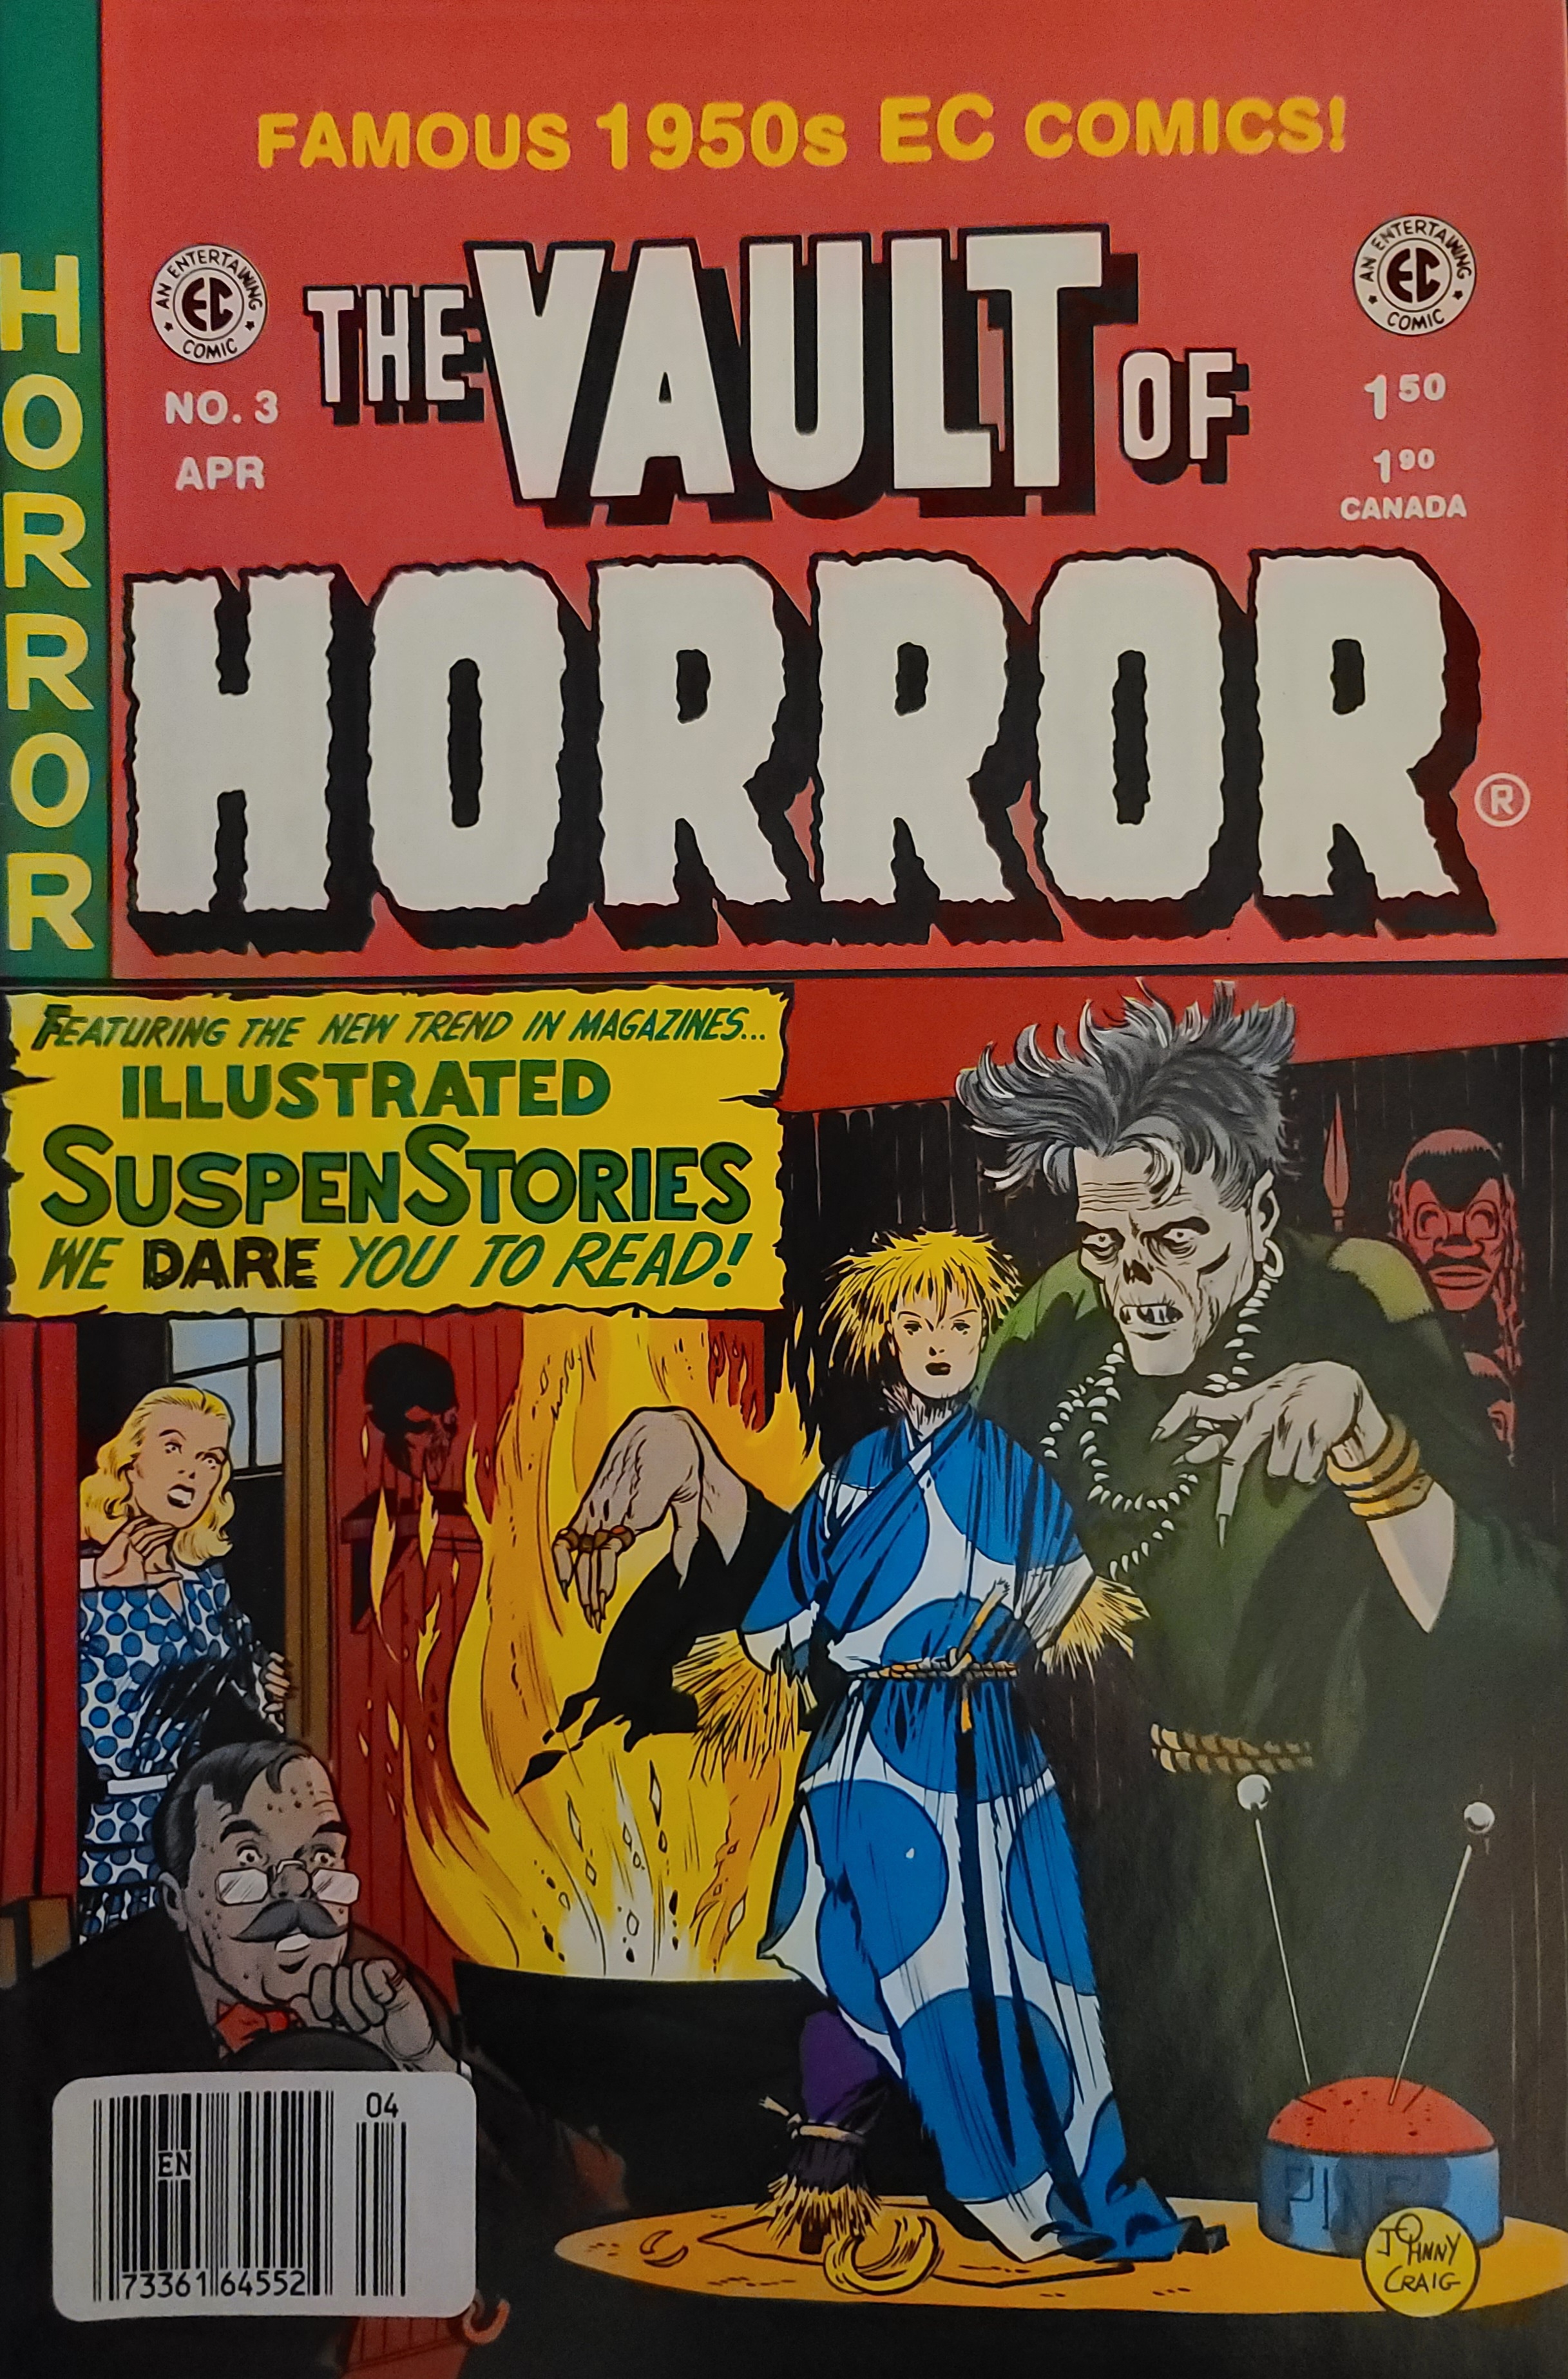 FAMOUS 1950s EC COMICS!
HORROR
AN ENTERTAINING
EC
COMIC
NO. 3
APR
THE VAULT OF
HORROR
®
AN ENTERTAINING
EC
COMIC
1 50
1 90
CANADA
FEATURING THE NEW TREND IN MAGAZINES...
ILLUSTRATED
SUSPENSTORIES
WE DARE YOU TO READ!
PINS
JOHNNY
CRAIG
04
EN
73361 64552